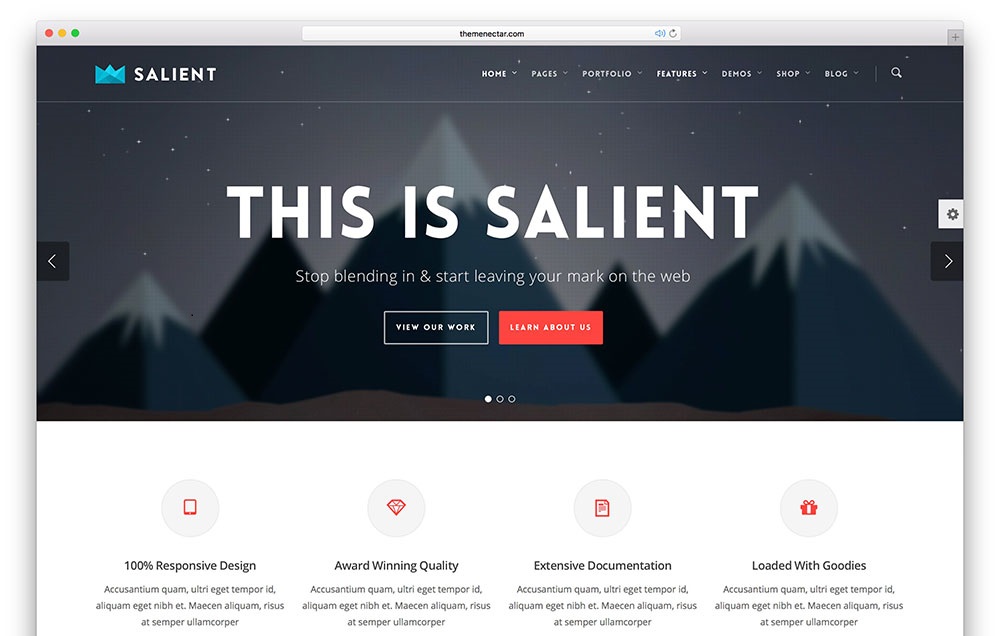 themenectar.com
SALIENT
HOME PAGES PORTFOLIO FEATURES DEMOS SHOP BLOG
THIS IS SALIENT
Stop blending in & start leaving your mark on the web
VIEW OUR WORK LEARN ABOUT US
100% Responsive Design
Accusantium quam, ultri eget tempor id,
aliquam eget nibh et. Maecen aliquam, risus
at semper ullamcorper
Award Winning Quality
Accusantium quam, ultri eget tempor id,
aliquam eget nibh et. Maecen aliquam, risus
at semper ullamcorper
Extensive Documentation
Accusantium quam, ultri eget tempor id,
aliquam eget nibh et. Maecen aliquam, risus
at semper ullamcorper
Loaded With Goodies
Accusantium quam, ultri eget tempor id,
aliquam eget nibh et. Maecen aliquam, risus
at semper ullamcorper